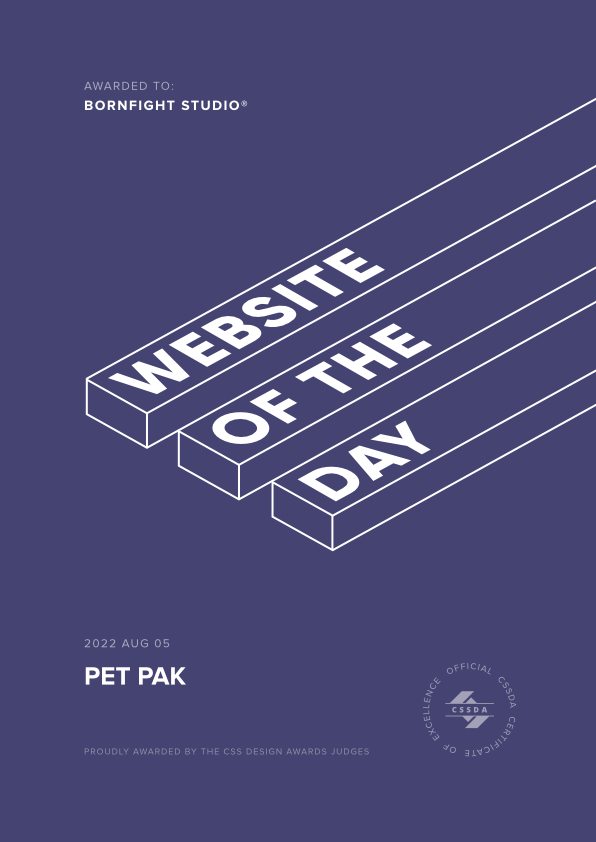 AWARDED TO:
BORNFIGHT STUDIO®
WEBSITE
OF THE
DAY
2022 AUG 05
PET PAK
OFFICIAL CSSDA CERTIFICATE OF EXCELLENCE
CSSDA
PROUDLY AWARDED BY THE CSS DESIGN AWARDS JUDGES